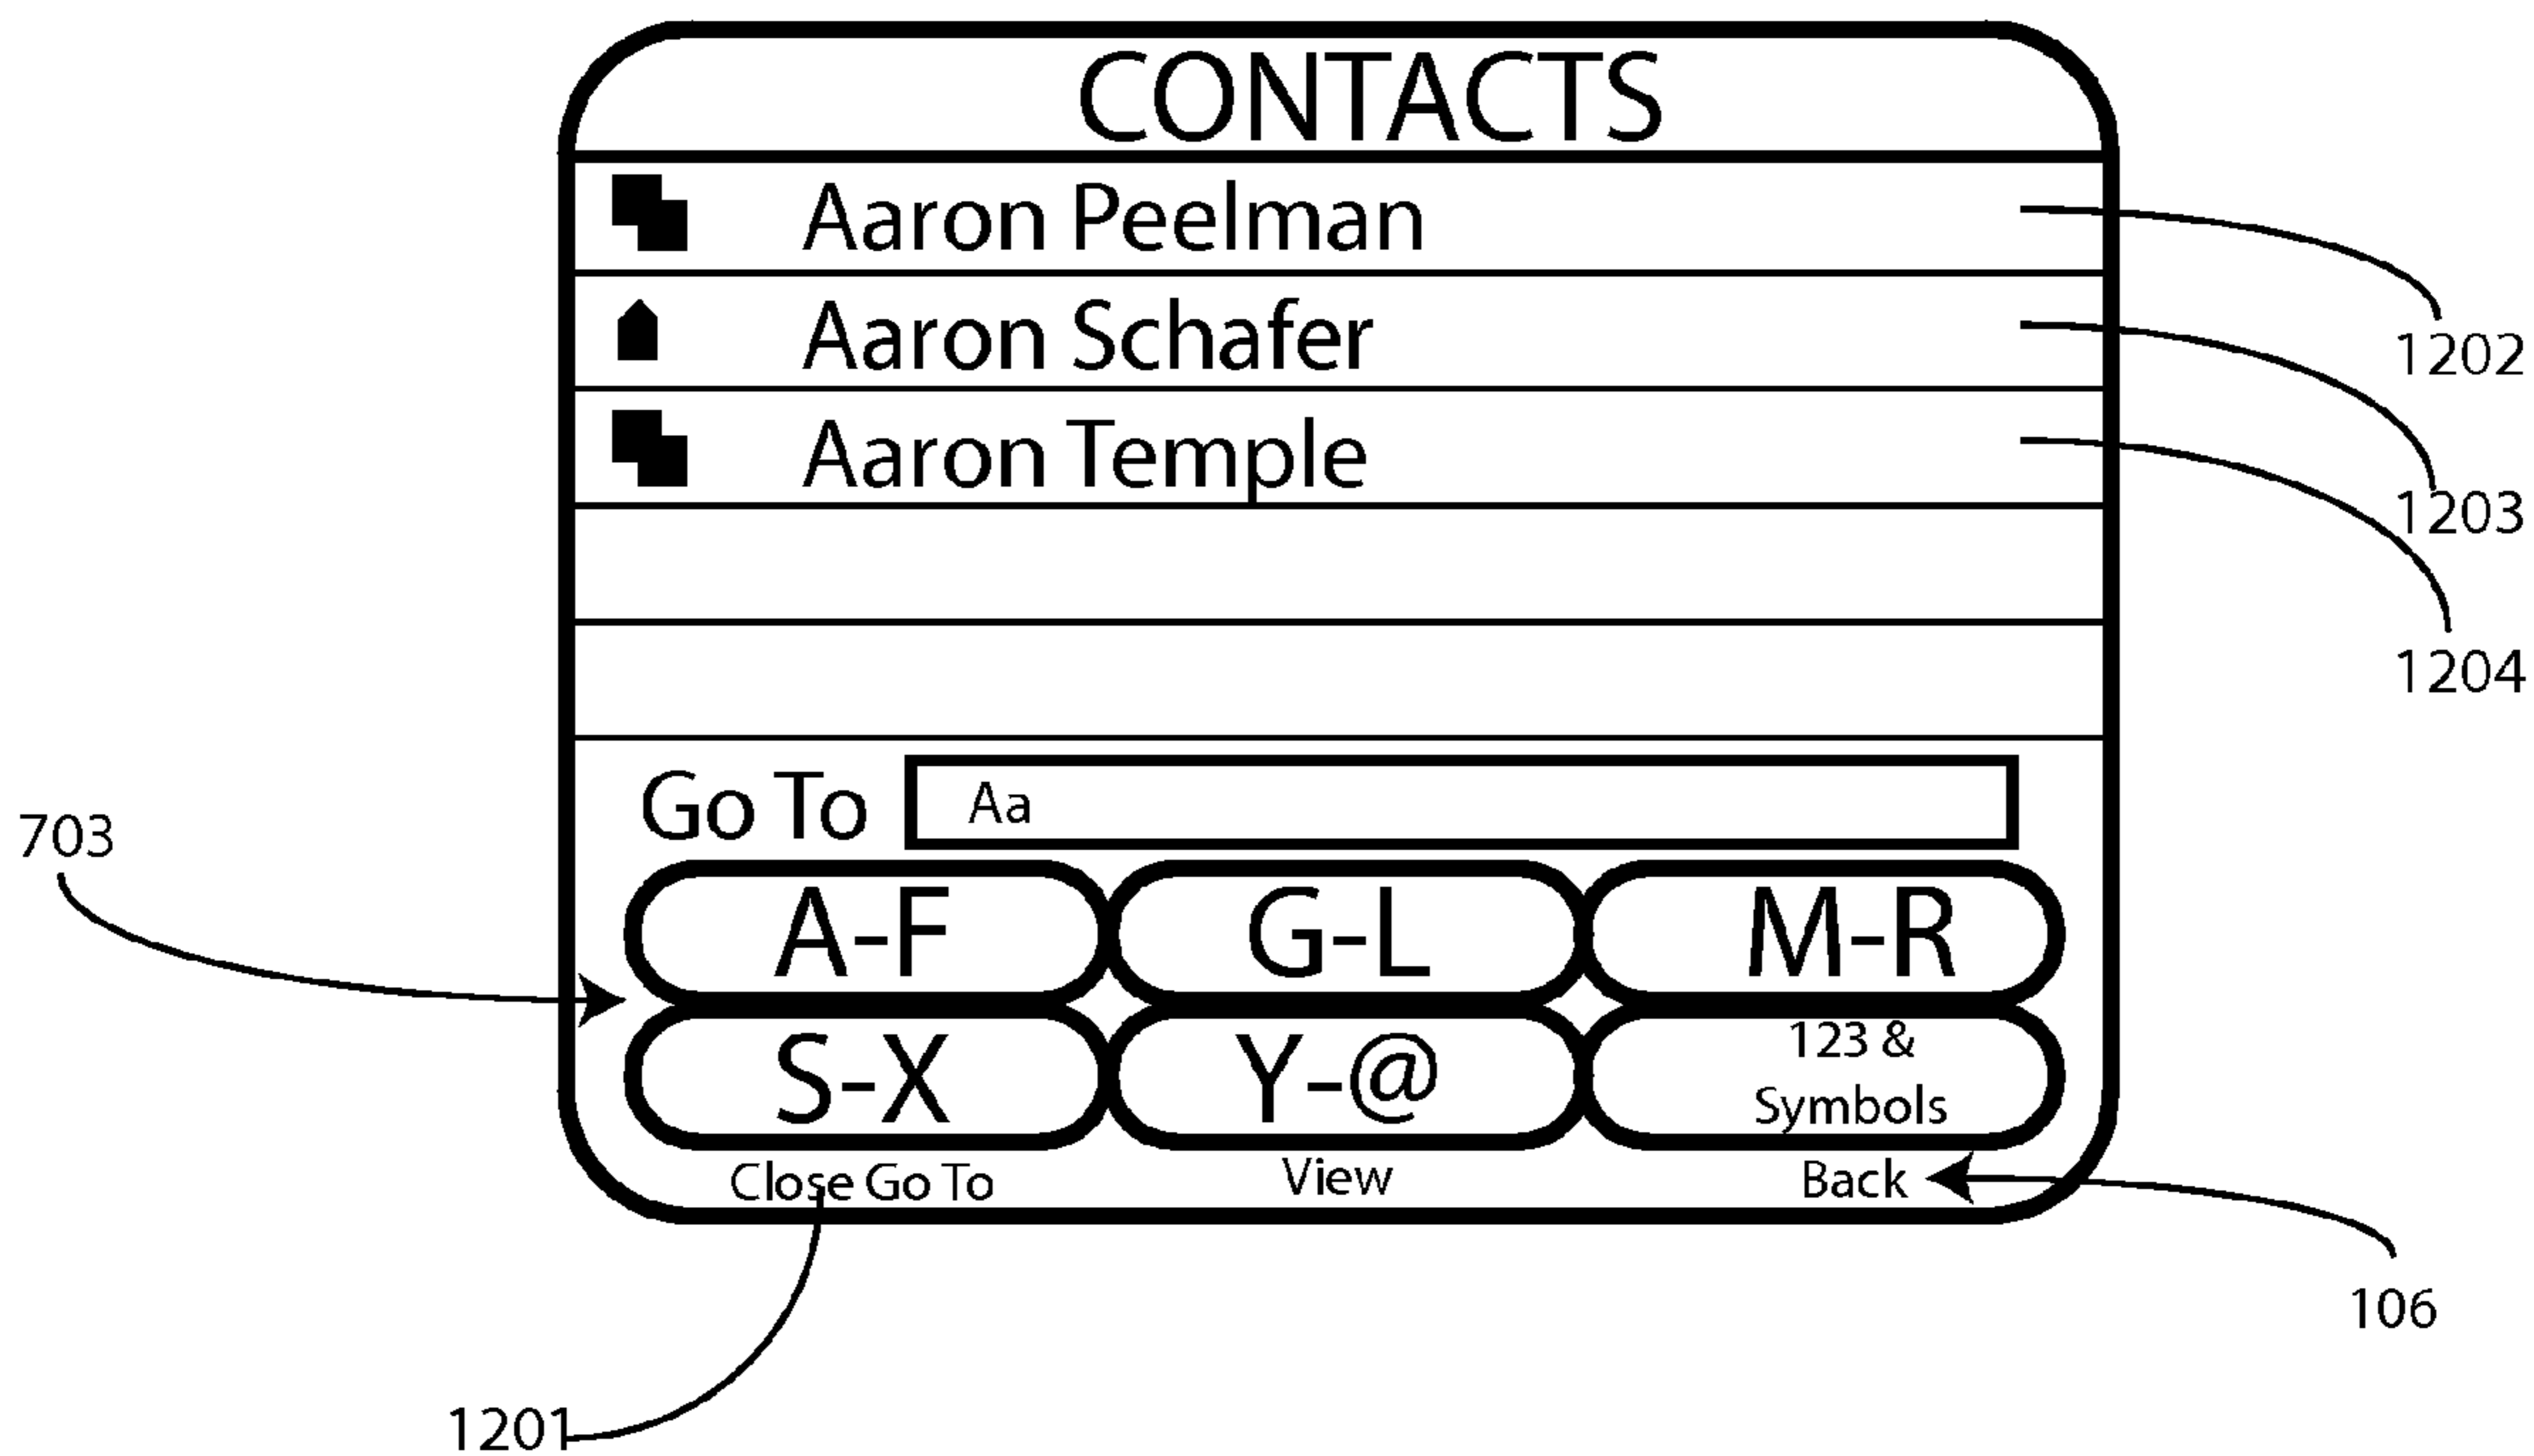 CONTACTS
Aaron Peelman
Aaron Schafer
1202
Aaron Temple
1203
1204
Go To Aa
703
A-F G-L M-R
S-X Y-@ 123 &
Symbols
Close Go To View Back
106
1201